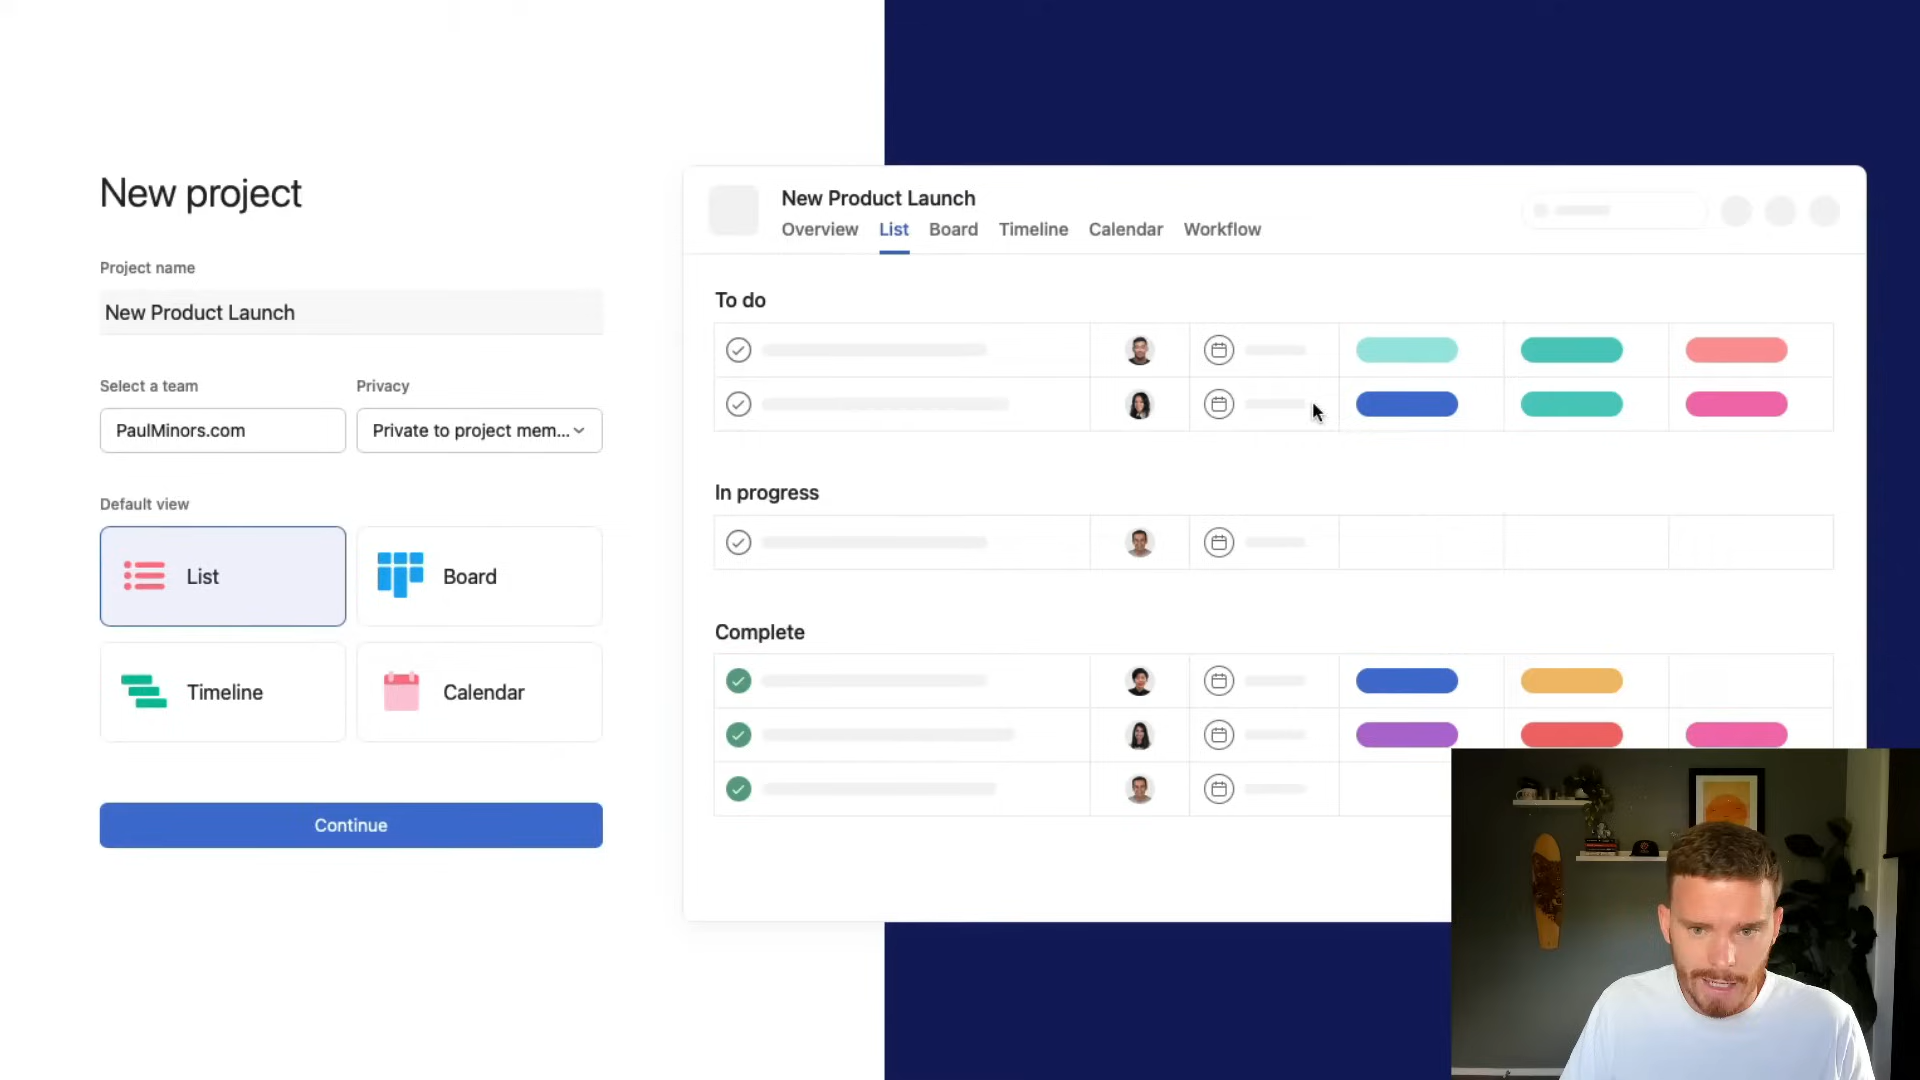 New project
Project name
New Product Launch
Select a team
Privacy
PaulMinors.com
Private to project mem...
Default view
List
Board
Timeline
Calendar
Continue
New Product Launch
Overview List Board Timeline Calendar Workflow
To do
In progress
Complete